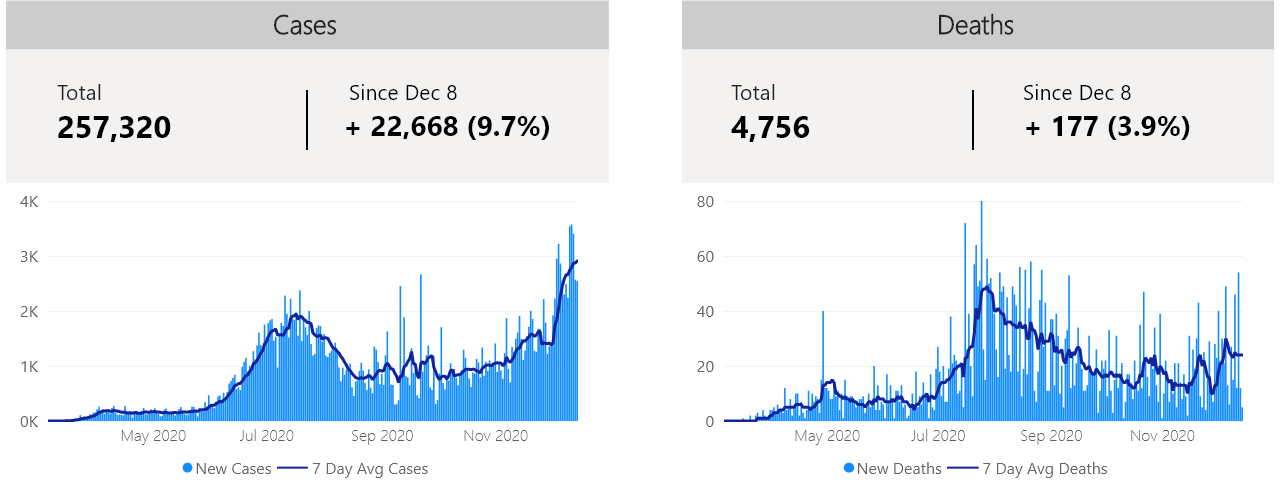 Cases
Total
257,320
Since Dec 8
+ 22,668 (9.7%)
4K
3K
2K
1K
0K
May 2020 Jul 2020 Sep 2020 Nov 2020
New Cases 7 Day Avg Cases
Deaths
Total
4,756
Since Dec 8
+ 177 (3.9%)
80
60
40
20
0
May 2020 Jul 2020 Sep 2020 Nov 2020
New Deaths 7 Day Avg Deaths